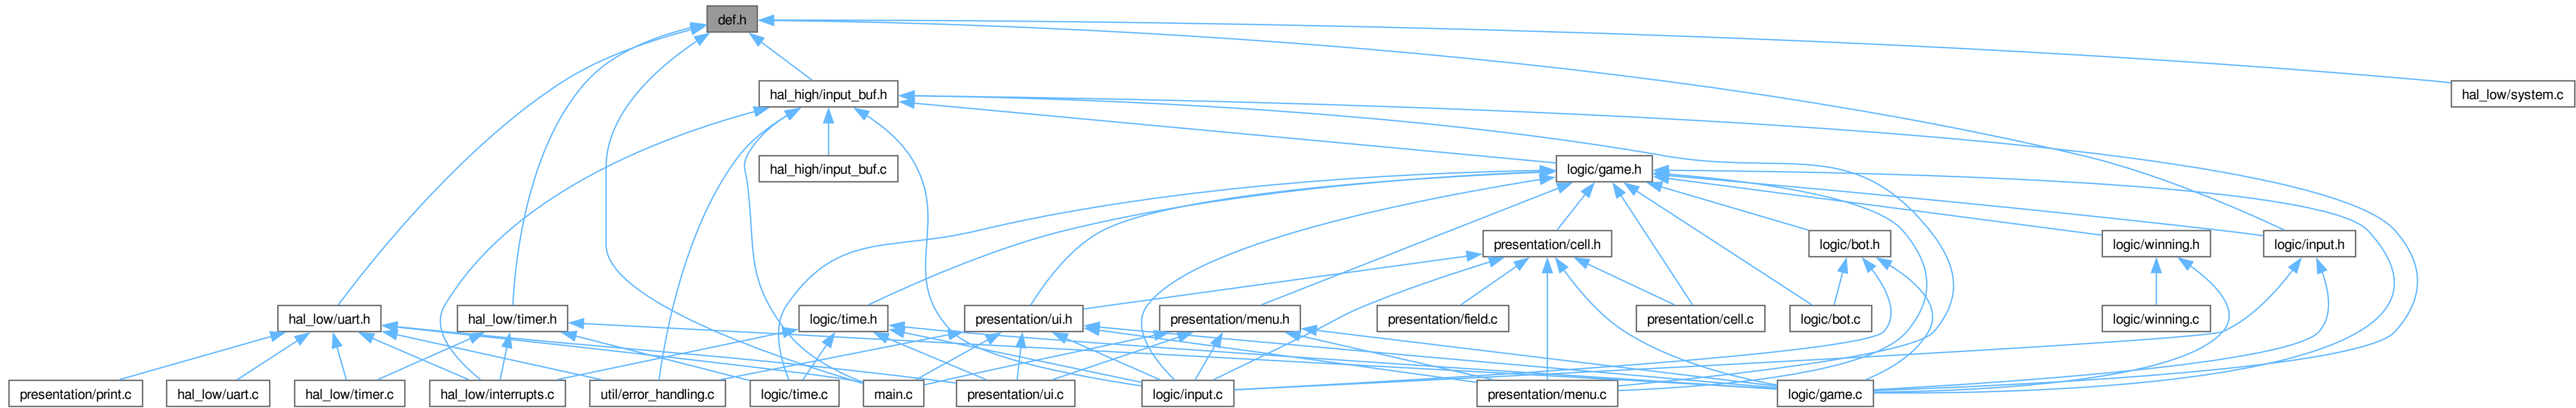 def.h
hal_high/input_buf.h
hal_low/system.c
hal_high/input_buf.c
logic/game.h
presentation/cell.h
logic/bot.h
logic/winning.h
logic/input.h
hal_low/uart.h
hal_low/timer.h
logic/time.h
presentation/ui.h
presentation/menu.h
presentation/field.c
presentation/cell.c
logic/bot.c
logic/winning.c
presentation/print.c
hal_low/uart.c
hal_low/timer.c
hal_low/interrupts.c
util/error_handling.c
logic/time.c
main.c
presentation/ui.c
logic/input.c
presentation/menu.c
logic/game.c